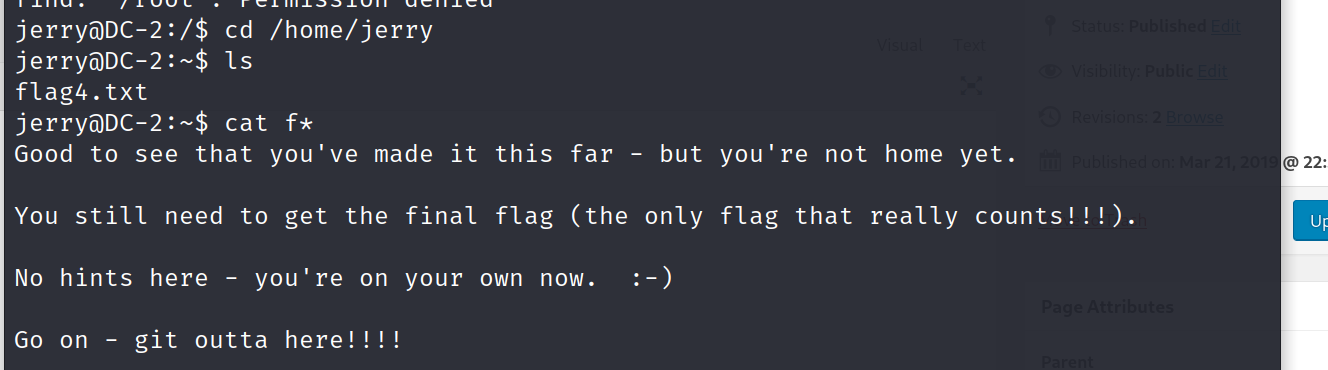 find: "/root": Permission denied
jerry@DC-2:/$ cd /home/jerry
jerry@DC-2:~$ ls
flag4.txt
jerry@DC-2:~$ cat f*
Good to see that you've made it this far - but you're not home yet.
You still need to get the final flag (the only flag that really counts!!!).
No hints here - you're on your own now.  :-)
Go on - git outta here!!!!
Visual Text
Status: Published Edit
Visibility: Public Edit
Revisions: 2 Browse
Published on: Mar 21, 2019 @ 22:
Up
Page Attributes
Parent